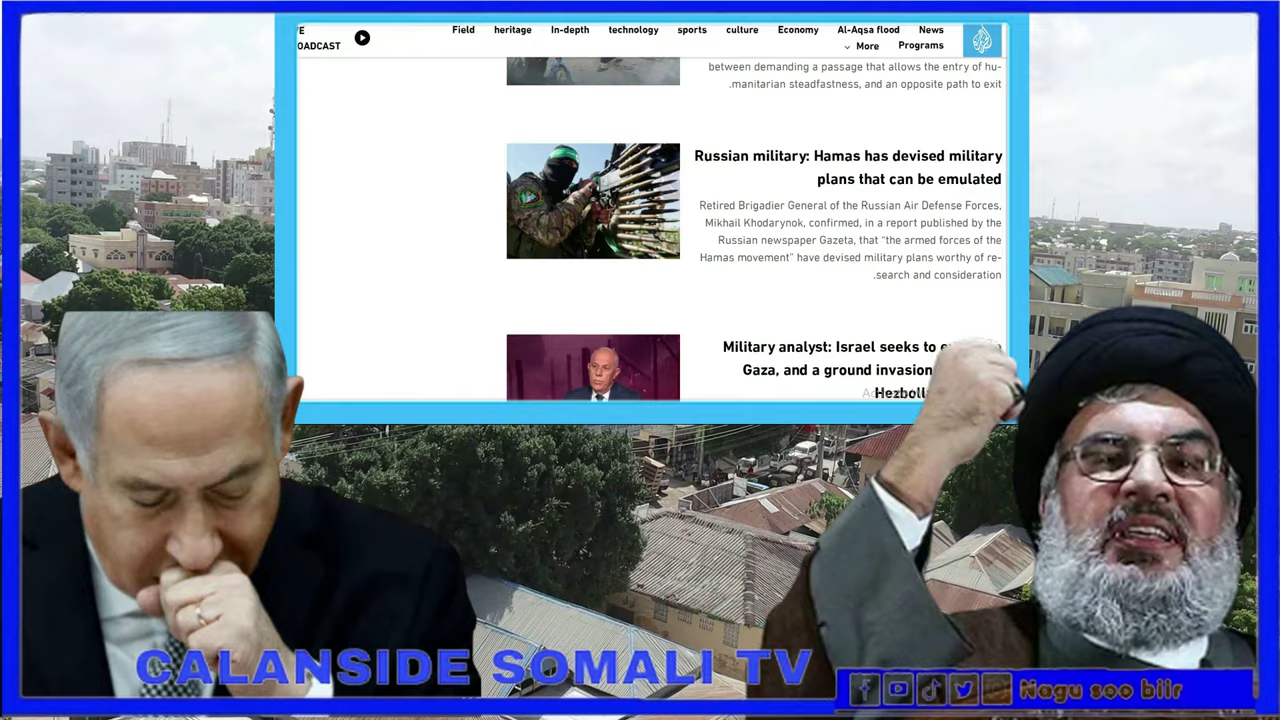 OADCAST
Field heritage In-depth technology sports culture Economy Al-Aqsa flood News
More Programs
between demanding a passage that allows the entry of hu-
.manitarian steadfastness, and an opposite path to exit
Russian military: Hamas has devised military
plans that can be emulated
Retired Brigadier General of the Russian Air Defense Forces,
Mikhail Khodarynok, confirmed, in a report published by the
Russian newspaper Gazeta, that "the armed forces of the
Hamas movement" have devised military plans worthy of re-
.search and consideration
Military analyst: Israel seeks to
Gaza, and a ground invasion
CALANSIDE SOMALI TV
Nagu soo biir